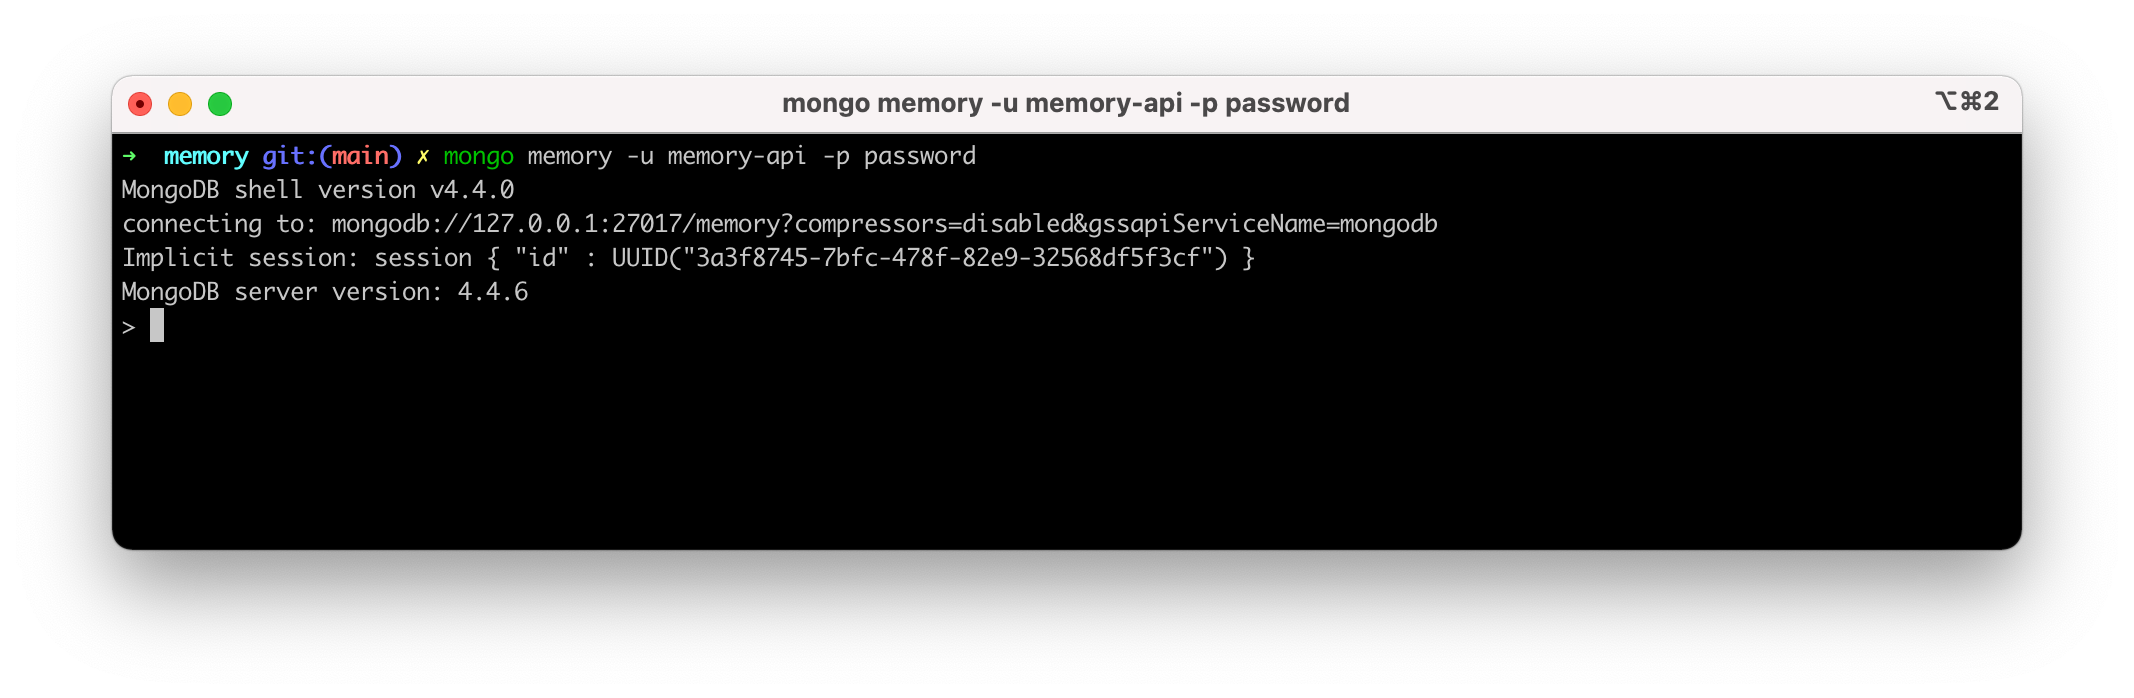 mongo memory -u memory-api -p password
⌥⌘2
➜  memory git:(main) ✗ mongo memory -u memory-api -p password
MongoDB shell version v4.4.0
connecting to: mongodb://127.0.0.1:27017/memory?compressors=disabled&gssapiServiceName=mongodb
Implicit session: session { "id" : UUID("3a3f8745-7bfc-478f-82e9-32568df5f3cf") }
MongoDB server version: 4.4.6
>